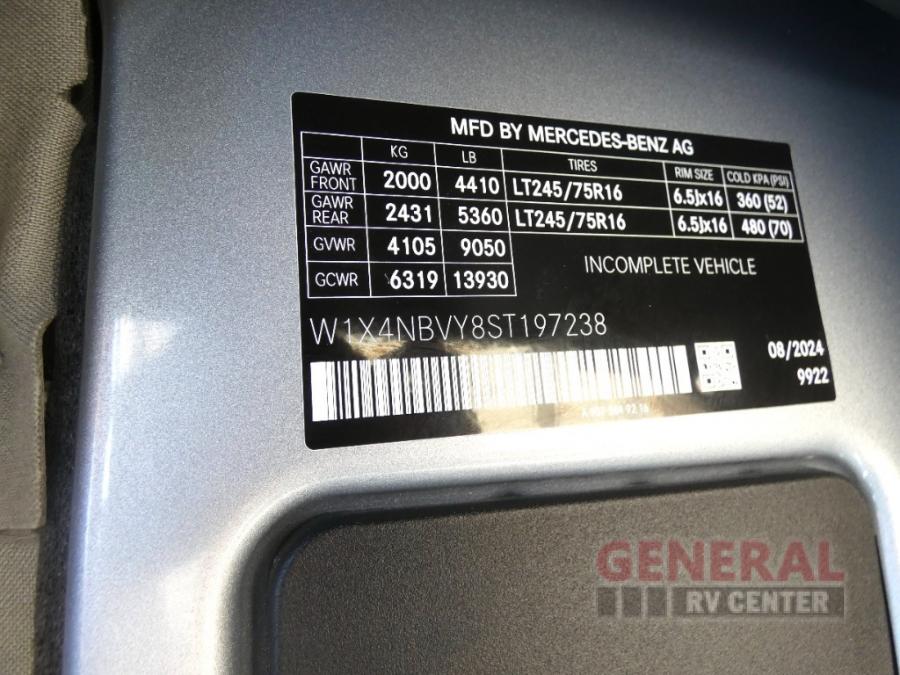 MFD BY MERCEDES-BENZ AG
KG LB TIRES RIM SIZE COLD KPA (PSI)
GAWR FRONT 2000 4410 LT245/75R16 6.5Jx16 360 (52)
GAWR REAR 2431 5360 LT245/75R16 6.5Jx16 480 (70)
GVWR 4105 9050
GCWR 6319 13930
INCOMPLETE VEHICLE
W1X4NBVY8ST197238
08/2024
9922
GENERAL
RV CENTER